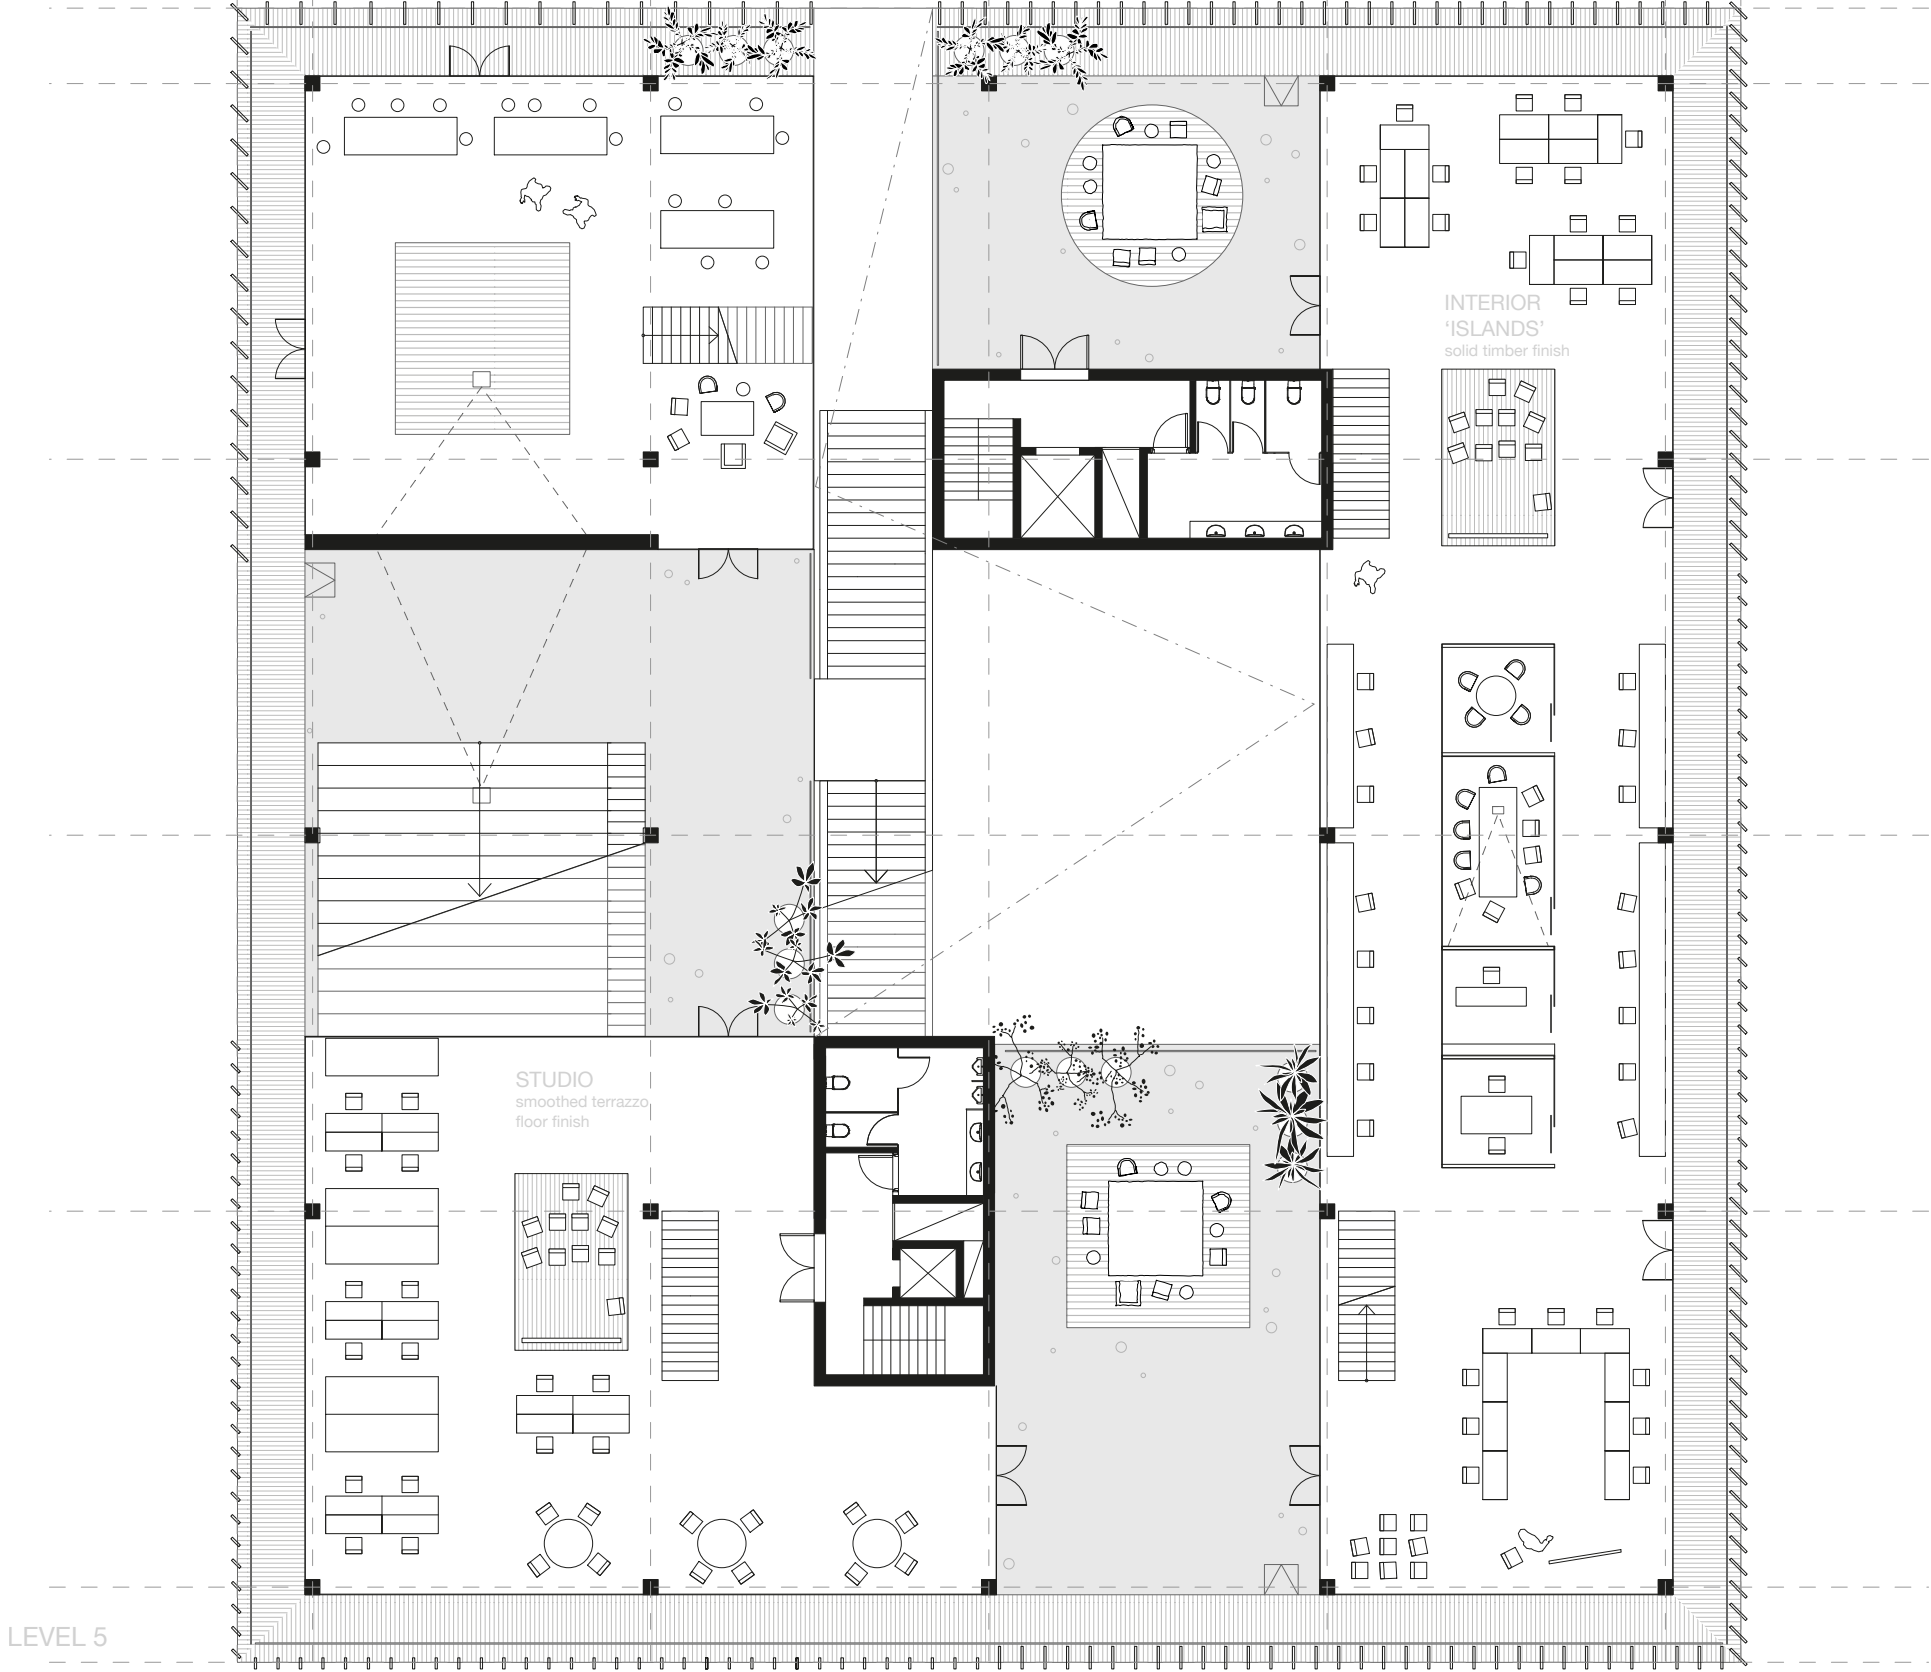 INTERIOR
‘ISLANDS’
solid timber finish
STUDIO
smoothed terrazzo
floor finish
LEVEL 5